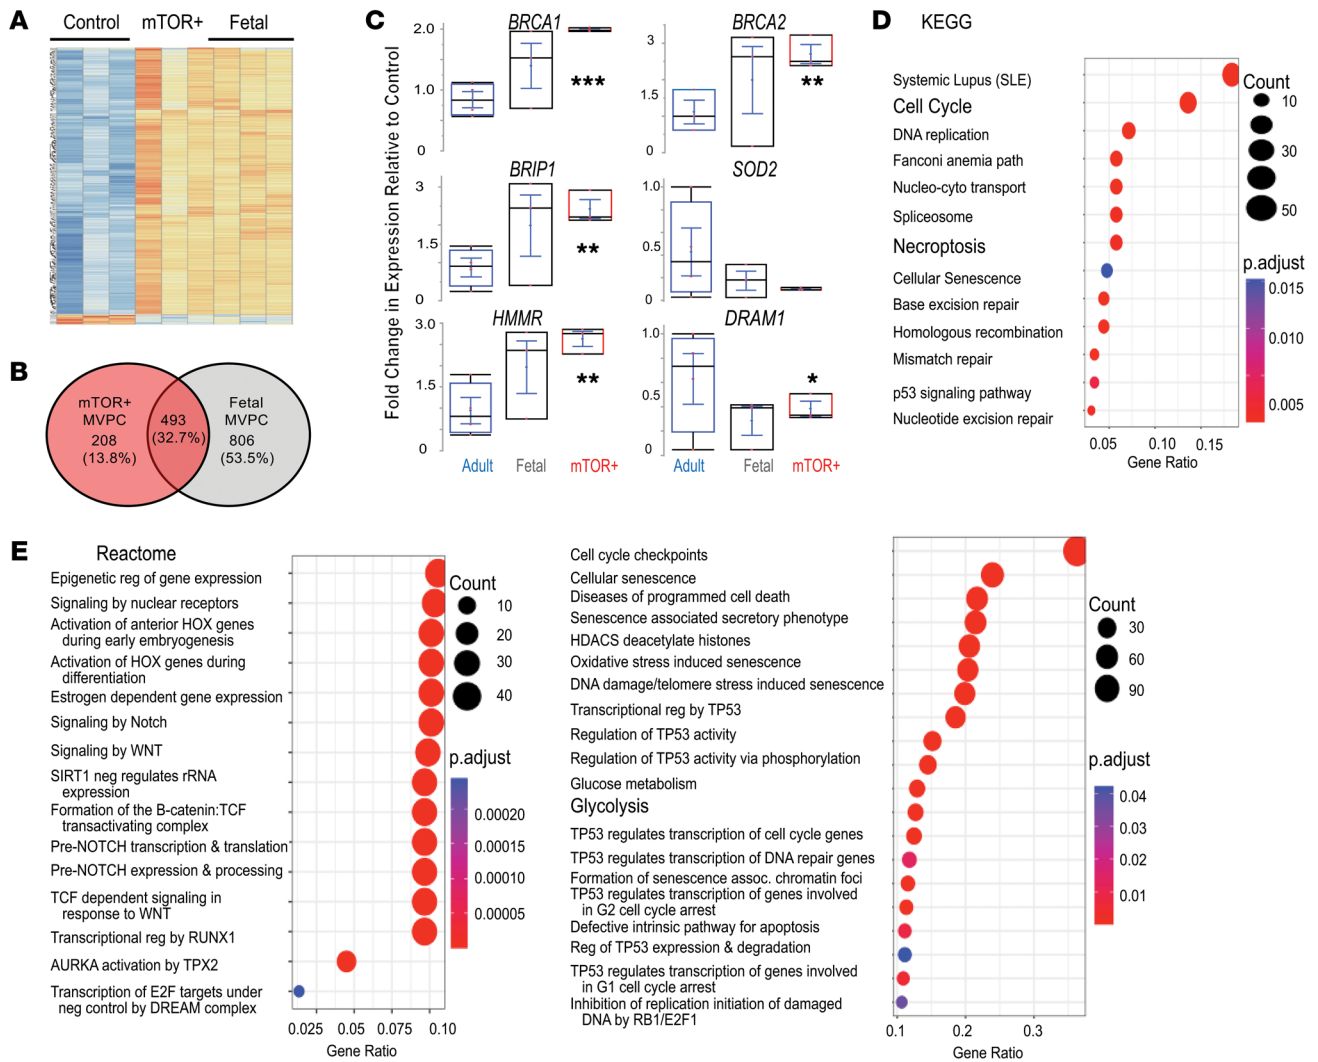 A
Control
mTOR+
Fetal
B
mTOR+
MVPC
208
(13.8%)
493
(32.7%)
Fetal
MVPC
806
(53.5%)
C
Fold Change in Expression Relative to Control
BRCA1
2.0
1.0
0
***
BRCA2
3
1.5
0
**
BRIP1
3
1.5
0
**
SOD2
1.0
0.5
0
HMMR
3.0
1.5
0
**
DRAM1
1.0
0.5
0
*
Adult
Fetal
mTOR+
Adult
Fetal
mTOR+
D
KEGG
Systemic Lupus (SLE)
Cell Cycle
DNA replication
Fanconi anemia path
Nucleo-cyto transport
Spliceosome
Necroptosis
Cellular Senescence
Base excision repair
Homologous recombination
Mismatch repair
p53 signaling pathway
Nucleotide excision repair
0.05
0.10
0.15
Gene Ratio
Count
10
30
50
p.adjust
0.015
0.010
0.005
E
Reactome
Epigenetic reg of gene expression
Signaling by nuclear receptors
Activation of anterior HOX genes
during early embryogenesis
Activation of HOX genes during
differentiation
Estrogen dependent gene expression
Signaling by Notch
Signaling by WNT
SIRT1 neg regulates rRNA
expression
Formation of the B-catenin:TCF
transactivating complex
Pre-NOTCH transcription & translation
Pre-NOTCH expression & processing
TCF dependent signaling in
response to WNT
Transcriptional reg by RUNX1
AURKA activation by TPX2
Transcription of E2F targets under
neg control by DREAM complex
0.025
0.05
0.075
0.10
Gene Ratio
Count
10
20
30
40
p.adjust
0.00020
0.00015
0.00010
0.00005
Cell cycle checkpoints
Cellular senescence
Diseases of programmed cell death
Senescence associated secretory phenotype
HDACS deacetylate histones
Oxidative stress induced senescence
DNA damage/telomere stress induced senescence
Transcriptional reg by TP53
Regulation of TP53 activity
Regulation of TP53 activity via phosphorylation
Glucose metabolism
Glycolysis
TP53 regulates transcription of cell cycle genes
TP53 regulates transcription of DNA repair genes
Formation of senescence assoc. chromatin foci
TP53 regulates transcription of genes involved
in G2 cell cycle arrest
Defective intrinsic pathway for apoptosis
Reg of TP53 expression & degradation
TP53 regulates transcription of genes involved
in G1 cell cycle arrest
Inhibition of replication initiation of damaged
DNA by RB1/E2F1
0.1
0.2
0.3
Gene Ratio
Count
30
60
90
p.adjust
0.04
0.03
0.02
0.01